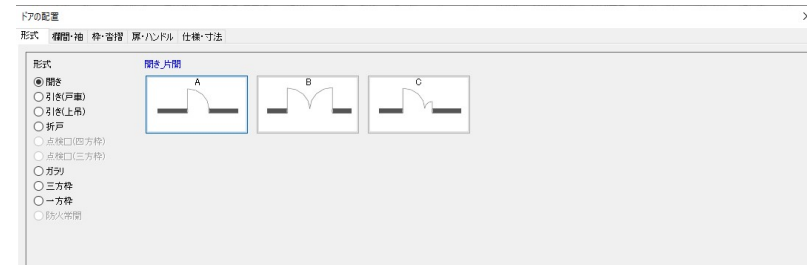 ドアの配置
形式 欄間・袖 枠・沓摺 扉・ハンドル 仕様・寸法
形式 開き_片開
開き A B C
引き(戸車)
引き(上吊)
折戸
点検口(四方枠)
点検口(三方枠)
ガラリ
三方枠
一方枠
防火常開